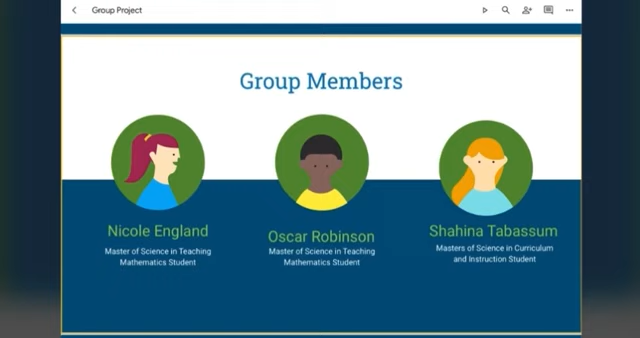 Group Project
Group Members
Nicole England
Master of Science in Teaching
Mathematics Student
Oscar Robinson
Master of Science in Teaching
Mathematics Student
Shahina Tabassum
Masters of Science in Curriculum
and Instruction Student